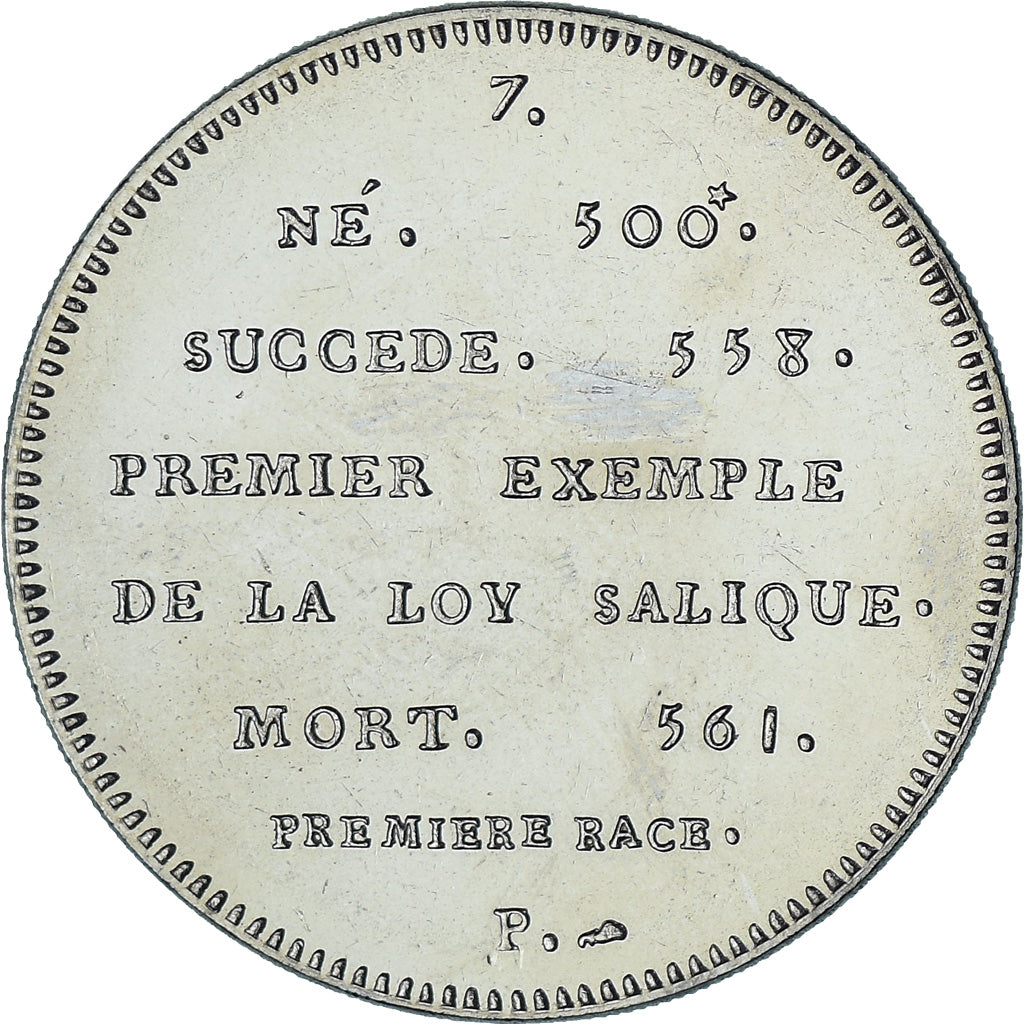 7.
NÉ. 500*.
SUCCEDE. 558.
PREMIER EXEMPLE
DE LA LOY SALIQUE.
MORT. 561.
PREMIERE RACE.
P.